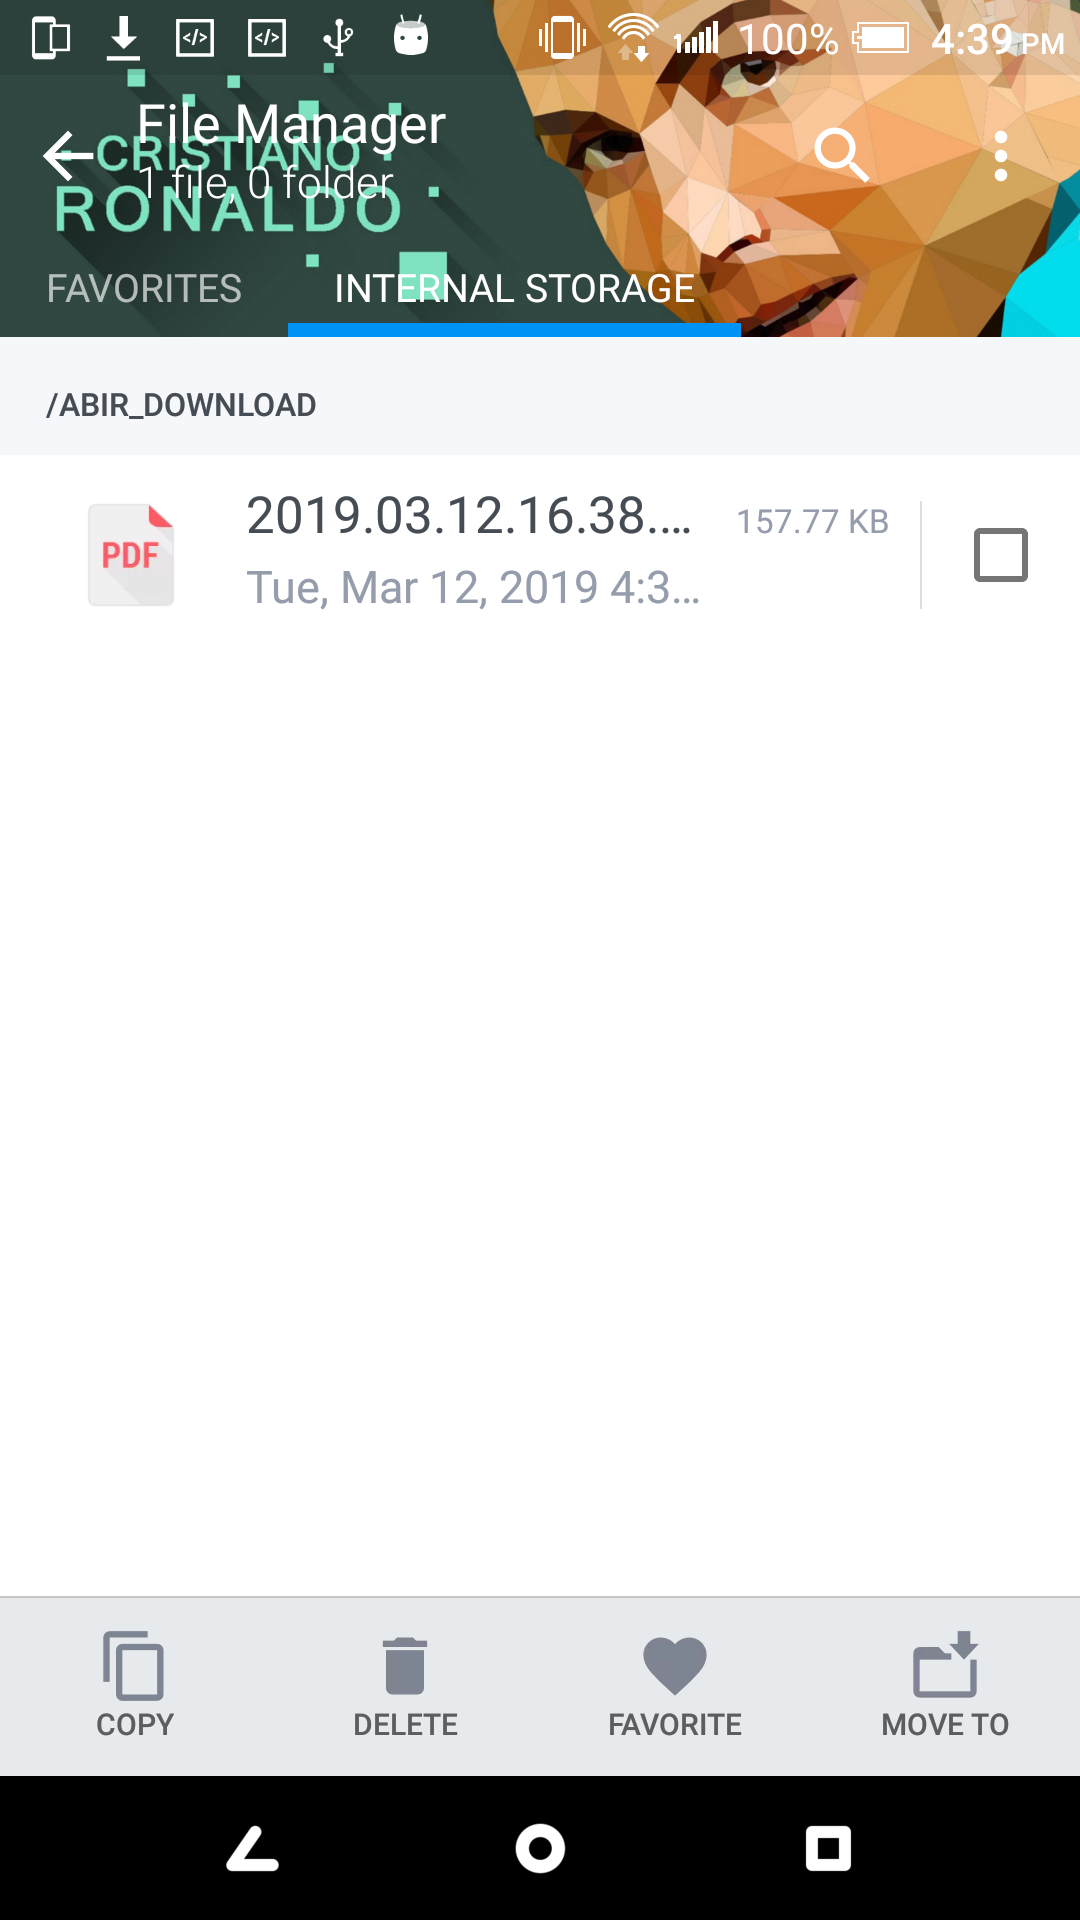 100% 4:39 PM
File Manager
CRISTIANO
1 file, 0 folder
RONALDO
FAVORITES INTERNAL STORAGE
/ABIR_DOWNLOAD
2019.03.12.16.38.... 157.77 KB
PDF
Tue, Mar 12, 2019 4:3...
COPY DELETE FAVORITE MOVE TO